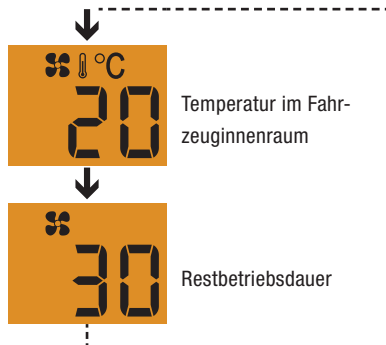 °C
20
Temperatur im Fahr-
zeuginnenraum
30
Restbetriebsdauer